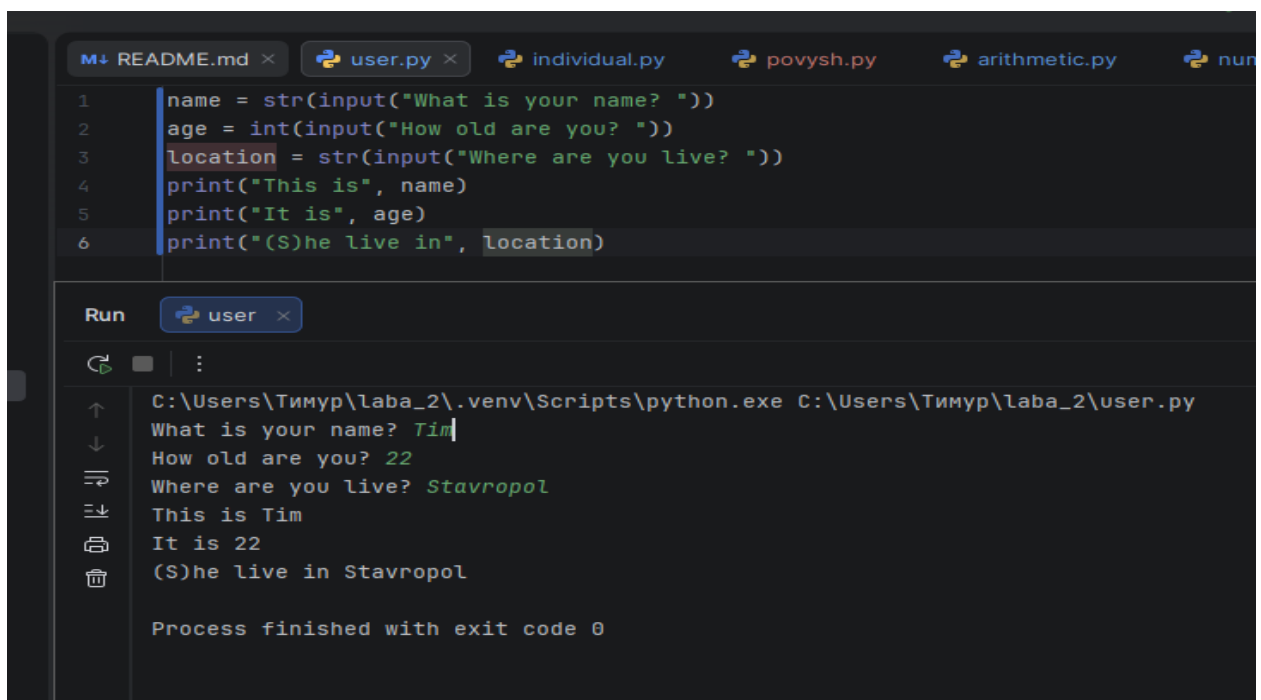 README.md user.py individual.py povysh.py arithmetic.py
1 name = str(input("What is your name? "))
2 age = int(input("How old are you? "))
3 location = str(input("Where are you live? "))
4 print("This is", name)
5 print("It is", age)
6 print("(S)he live in", location)
Run user
C:\Users\Тимур\laba_2\.venv\Scripts\python.exe C:\Users\Тимур\laba_2\user.py
What is your name? Tim
How old are you? 22
Where are you live? Stavropol
This is Tim
It is 22
(S)he live in Stavropol
Process finished with exit code 0